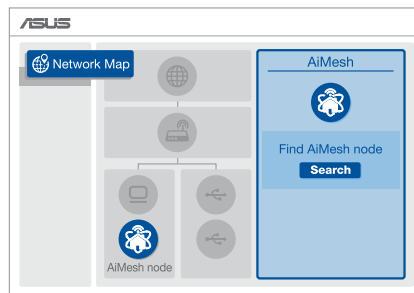 ASUS
Network Map
AiMesh
Find AiMesh node
Search
AiMesh node